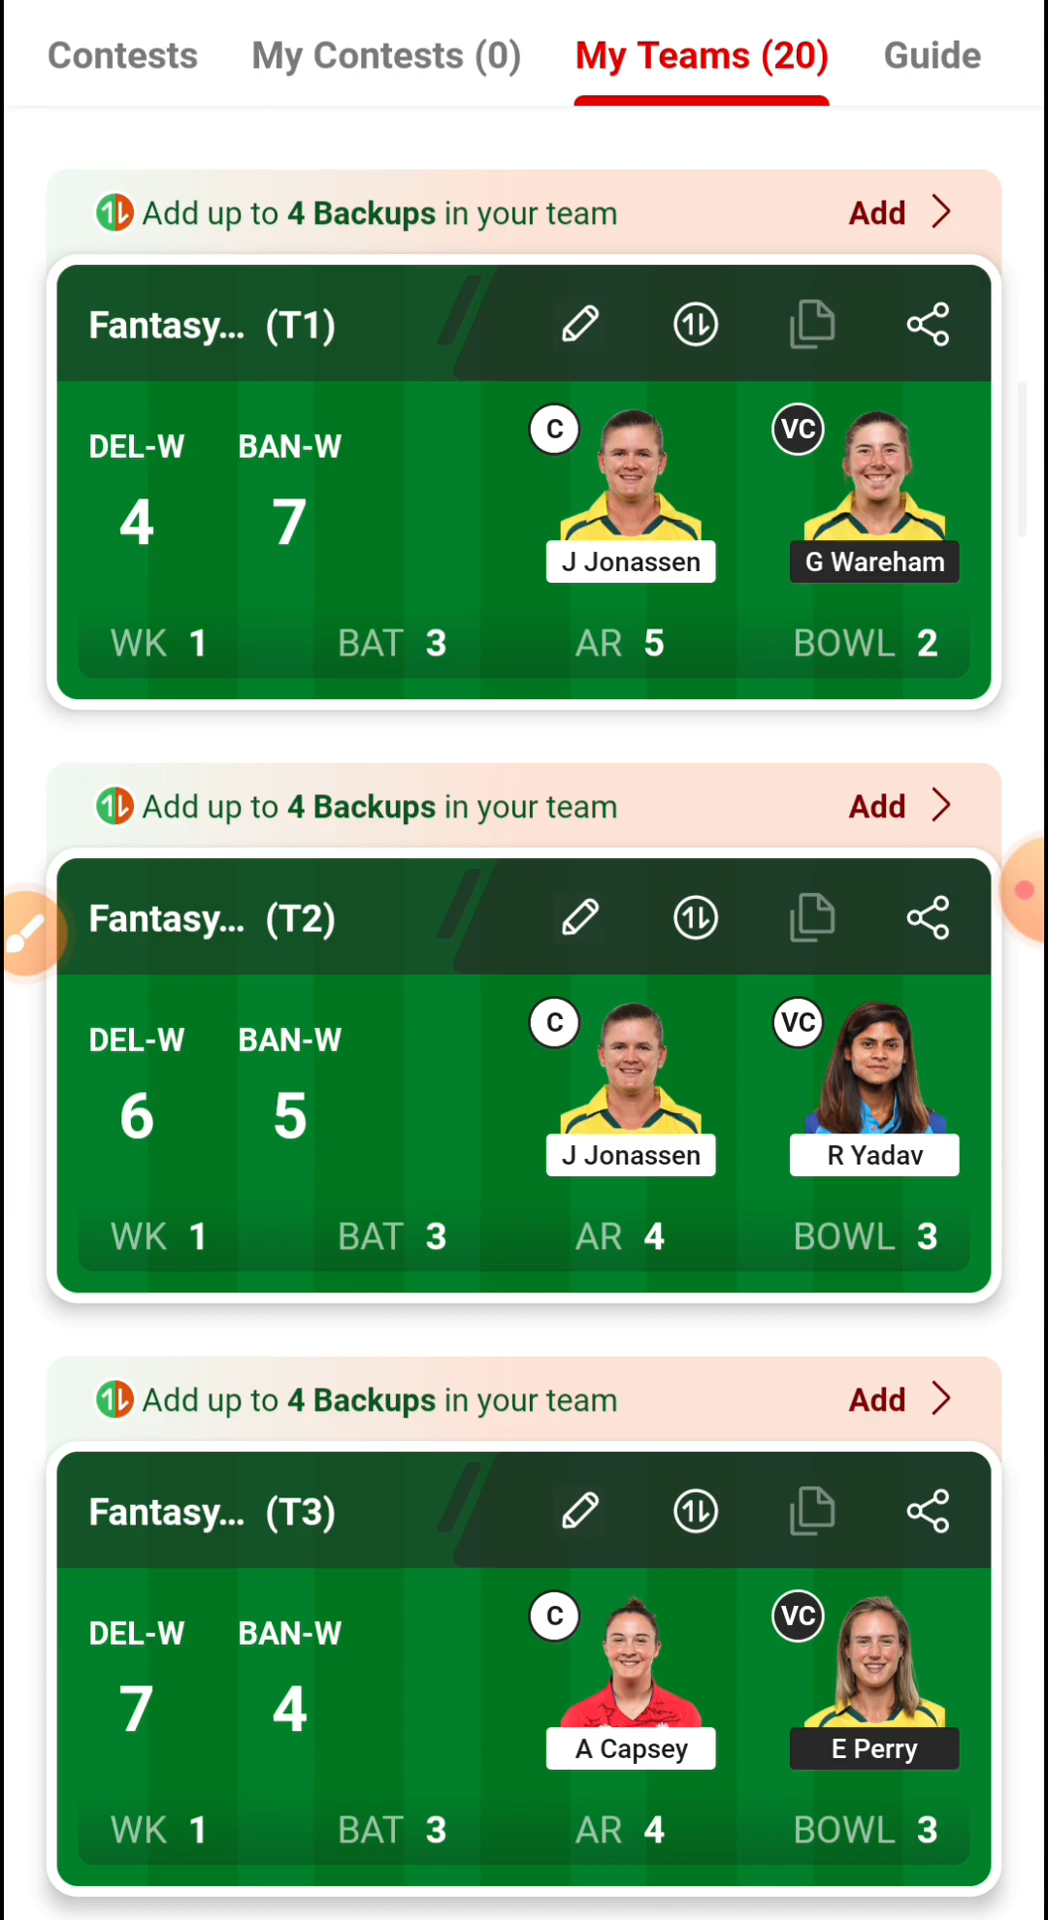 Contests My Contests (0) My Teams (20) Guide
Add up to 4 Backups in your team Add
Fantasy... (T1)
DEL-W BAN-W C VC
4 7
J Jonassen G Wareham
WK 1 BAT 3 AR 5 BOWL 2
Add up to 4 Backups in your team Add
Fantasy... (T2)
DEL-W BAN-W C VC
6 5
J Jonassen R Yadav
WK 1 BAT 3 AR 4 BOWL 3
Add up to 4 Backups in your team Add
Fantasy... (T3)
DEL-W BAN-W C VC
7 4
A Capsey E Perry
WK 1 BAT 3 AR 4 BOWL 3